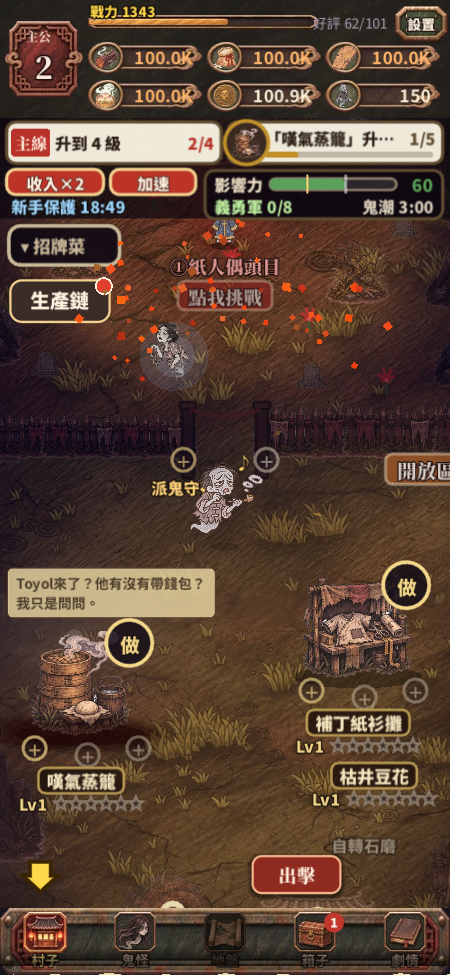 主公
2
戰力 1343
好評 62/101
設置
100.0K
100.0K
100.0K
100.0K
100.9K
150
主線 升到 4 級 2/4
「嘆氣蒸籠」升⋯ 1/5
收入×2
加速
影響力 60
新手保護 18:49
義勇軍 0/8
鬼潮 3:00
▾招牌菜
①紙人偶頭目
點我挑戰
生產鏈
派鬼守
開放區
Toyol來了？他有沒有帶錢包？
我只是問問。
做
做
補丁紙衫攤
Lv1
枯井豆花
Lv1
嘆氣蒸籠
Lv1
自轉石磨
出擊
村子
鬼怪
地盤
1
箱子
劇情